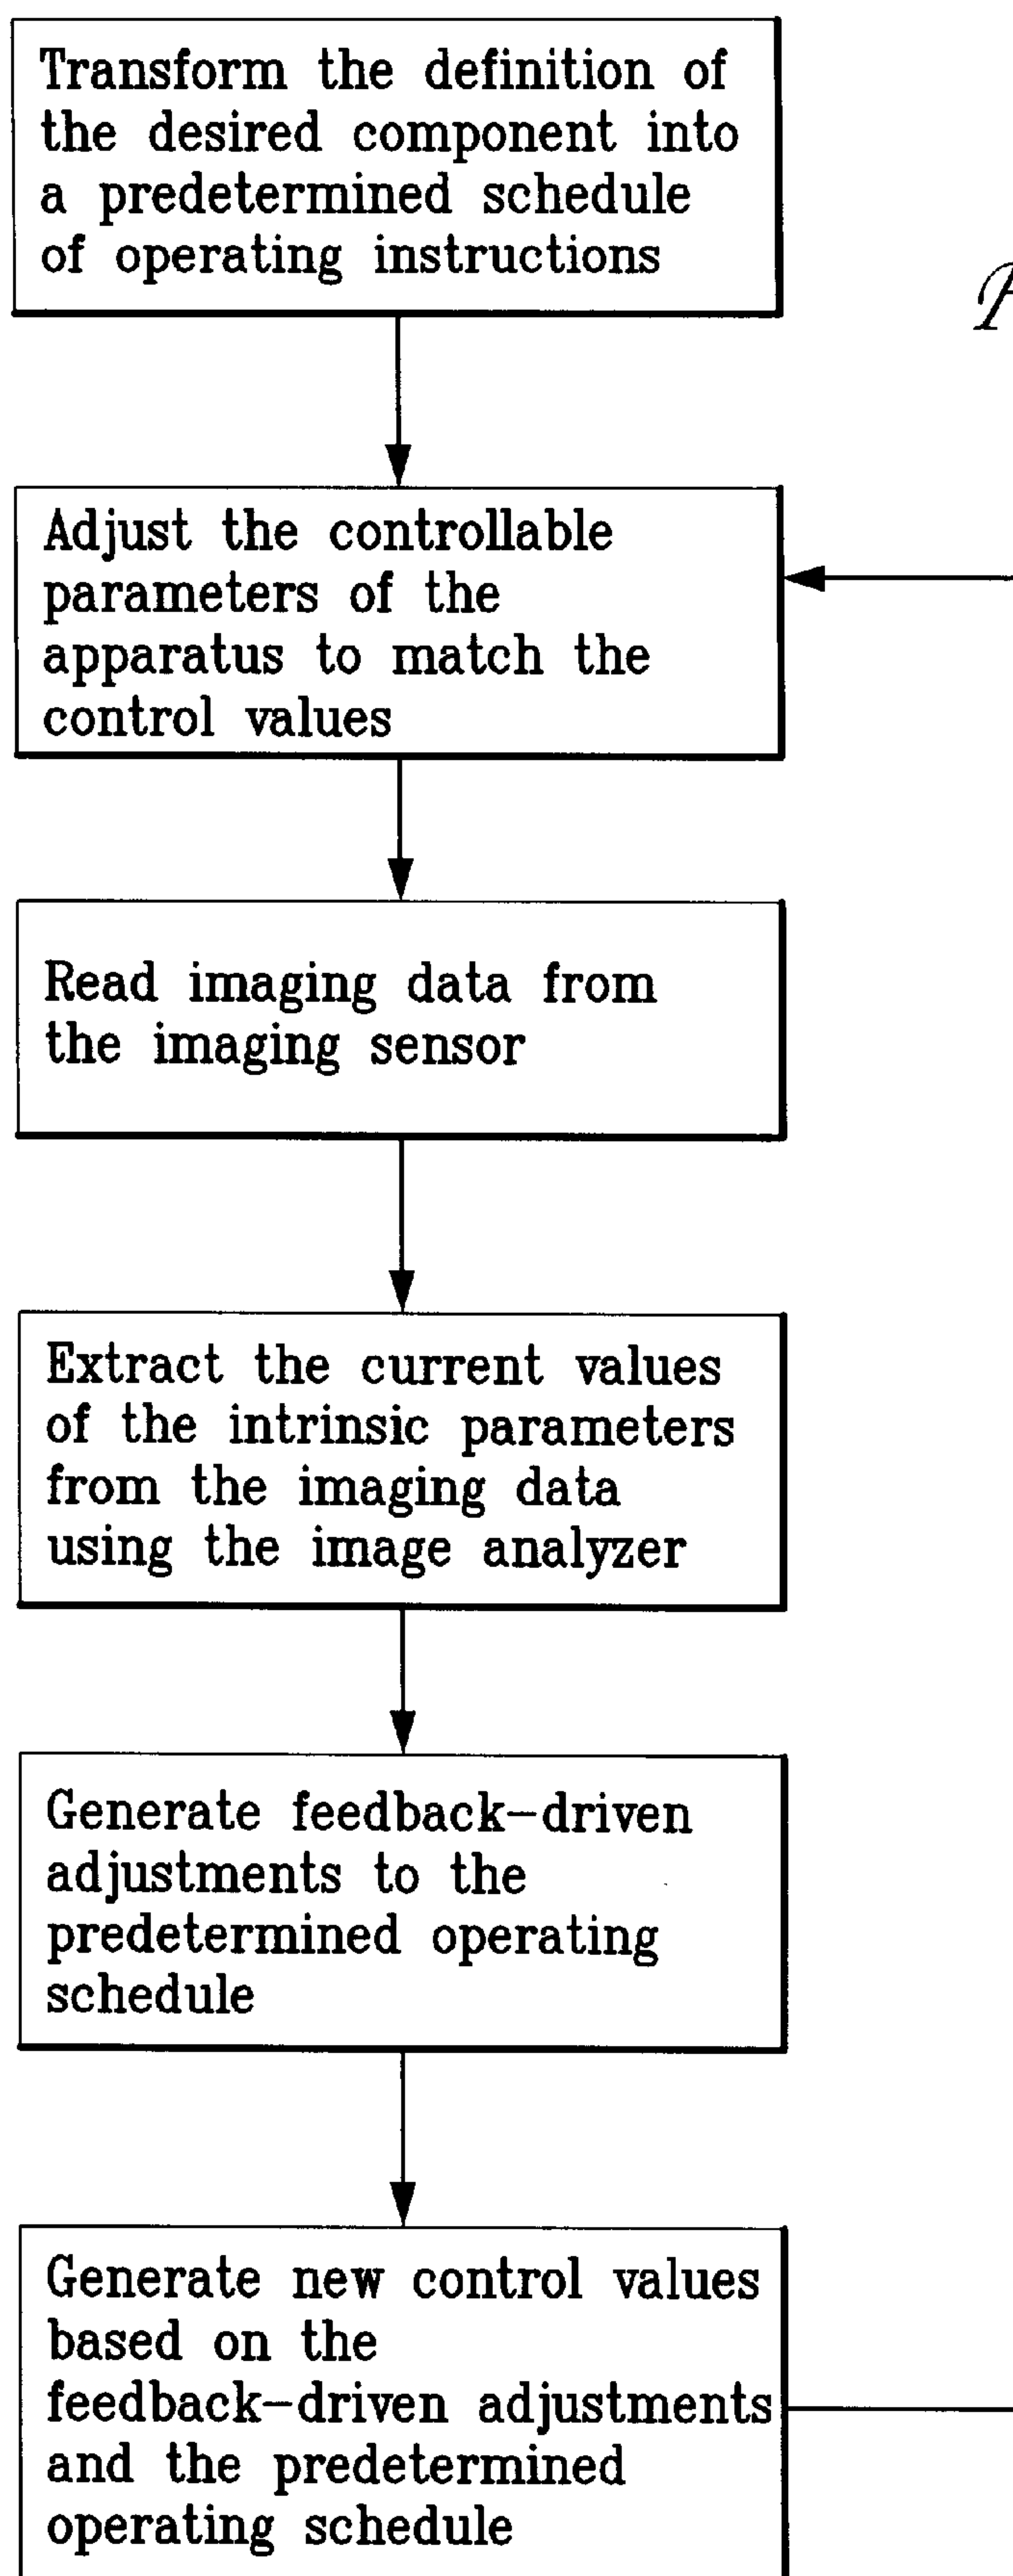 Transform the definition of
the desired component into
a predetermined schedule
of operating instructions
Adjust the controllable
parameters of the
apparatus to match the
control values
Read imaging data from
the imaging sensor
Extract the current values
of the intrinsic parameters
from the imaging data
using the image analyzer
Generate feedback-driven
adjustments to the
predetermined operating
schedule
Generate new control values
based on the
feedback-driven adjustments
and the predetermined
operating schedule